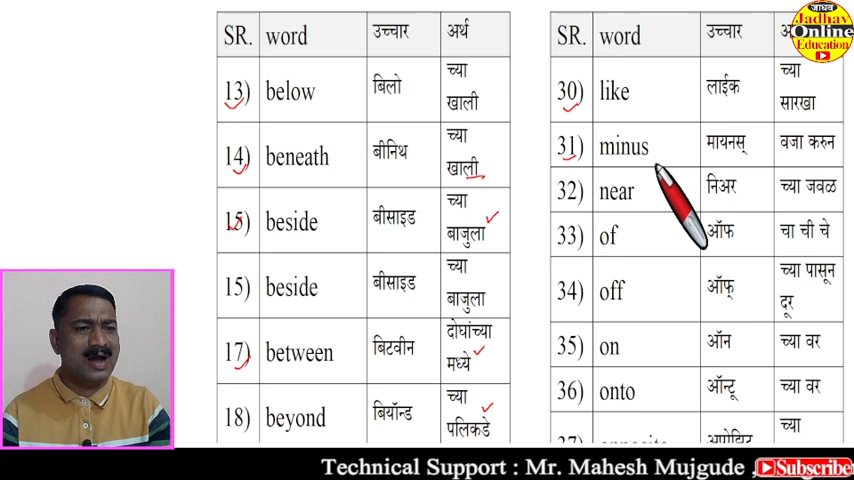 SR. word उच्चार अर्थ
13) below बिलो च्या खाली
14) beneath बीनिथ च्या खाली
15) beside बीसाइड च्या बाजुला
15) beside बीसाइड च्या बाजुला
17) between बिटवीन दोघांच्या मध्ये
18) beyond बियॉन्ड च्या पलिकडे
SR. word उच्चार
30) like लाईक च्या सारखा
31) minus मायनस् वजा करुन
32) near निअर च्या जवळ
33) of ऑफ चा ची चे
34) off ऑफ् च्या पासून दूर
35) on ऑन च्या वर
36) onto ऑन्टू च्या वर
च्या
जाधव
Jadhav
Online
Education
Technical Support : Mr. Mahesh Mujgude ,
Subscribe